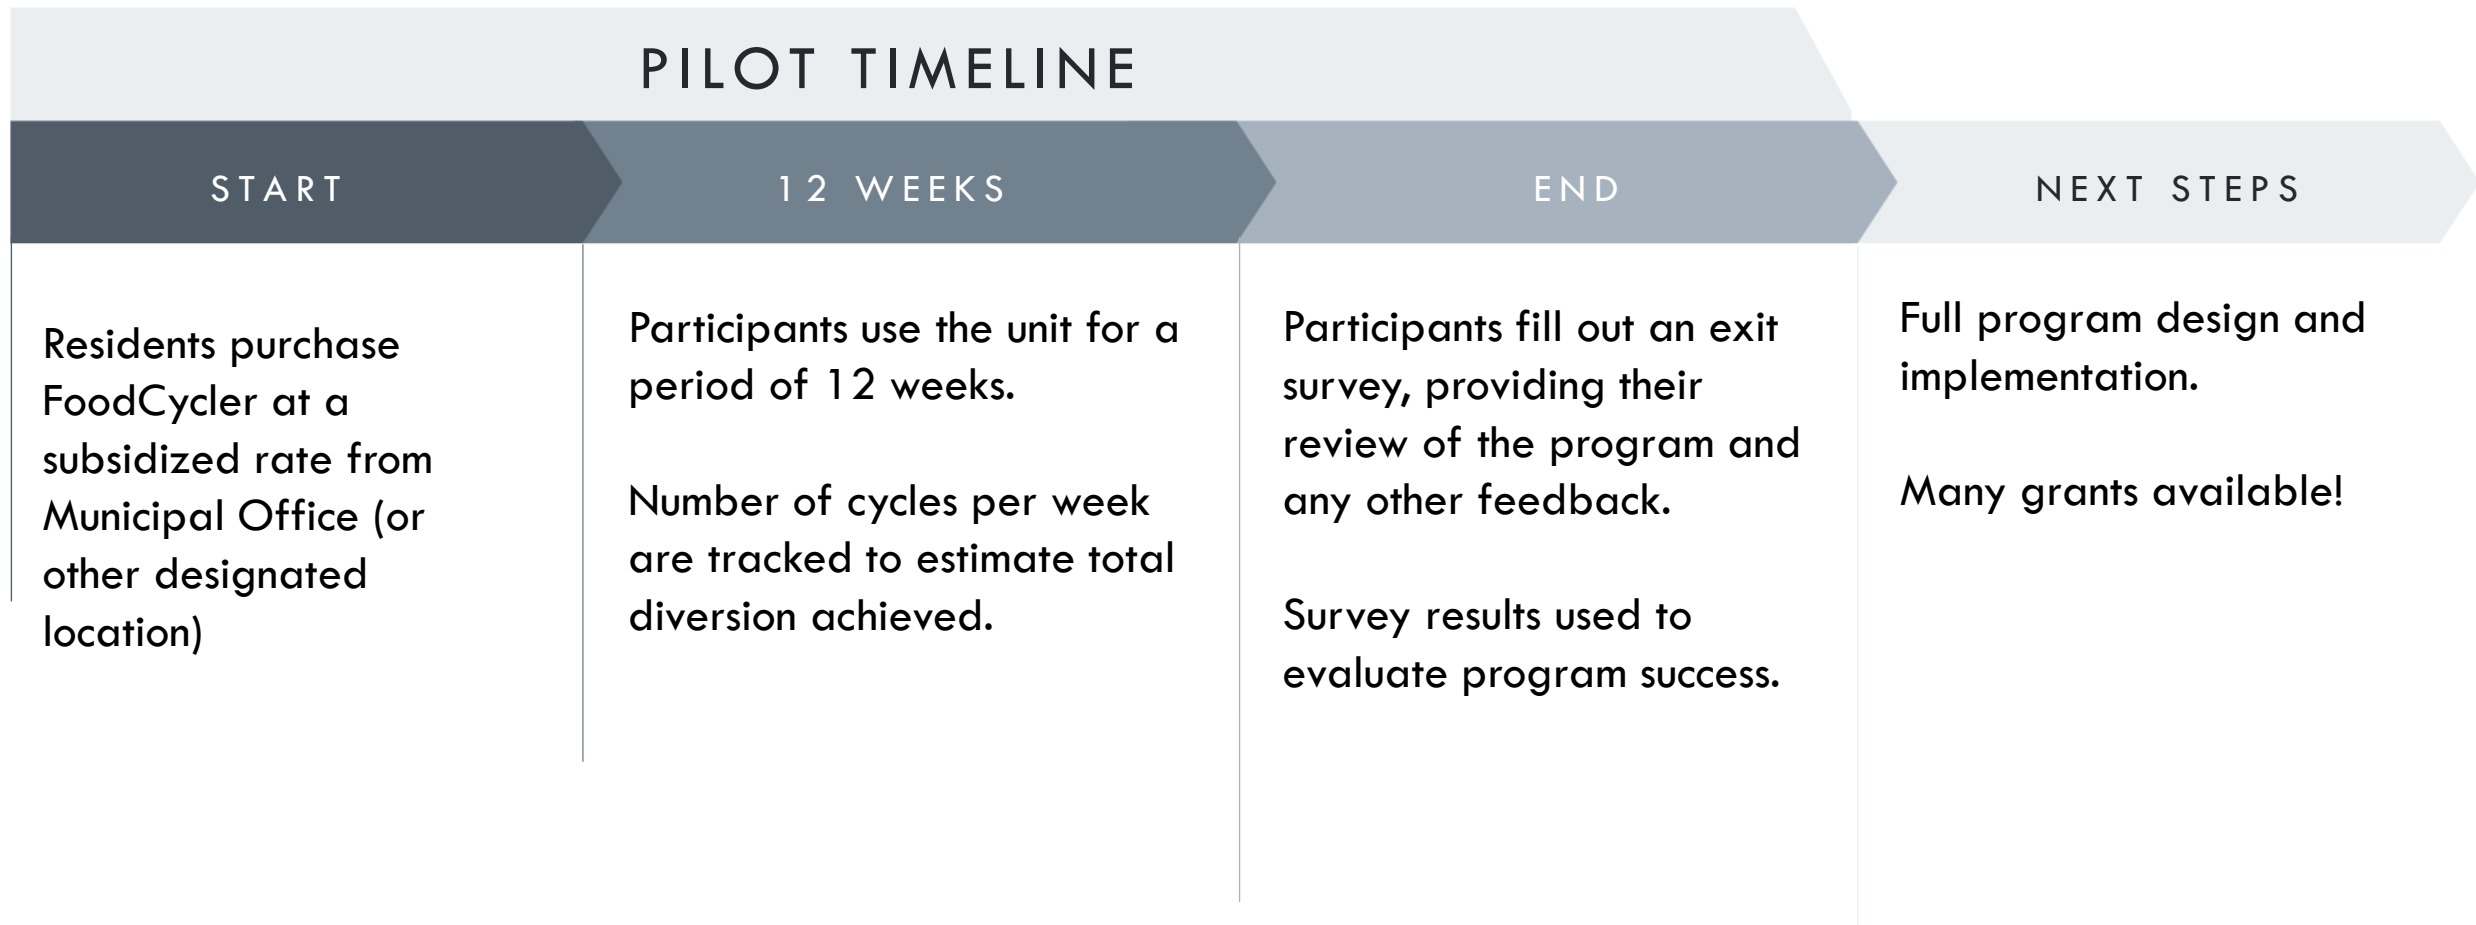 PILOT TIMELINE
START
12 WEEKS
END
NEXT STEPS
Residents purchase
FoodCycler at a
subsidized rate from
Municipal Office (or
other designated
location)
Participants use the unit for a
period of 12 weeks.
Number of cycles per week
are tracked to estimate total
diversion achieved.
Participants fill out an exit
survey, providing their
review of the program and
any other feedback.
Survey results used to
evaluate program success.
Full program design and
implementation.
Many grants available!